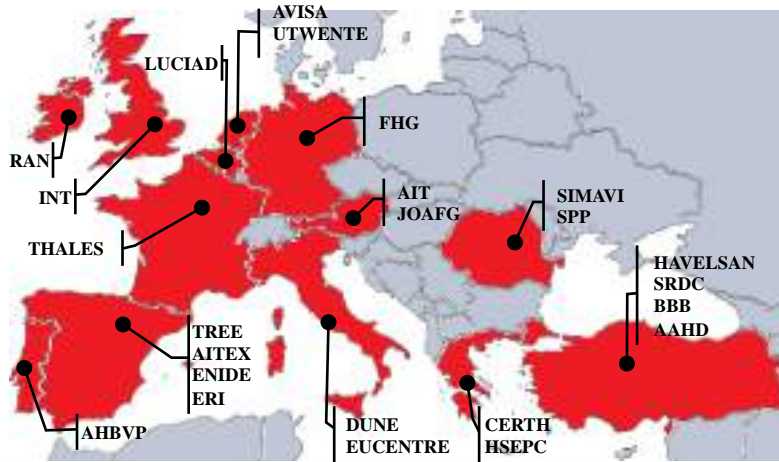 AVISA
UTWENTE
LUCIAD
FHG
RAN
INT
AIT
JOAFG
SIMAVI
SPP
THALES
HAVELSAN
SRDC
BBB
AAHD
TREE
AITEX
ENIDE
ERI
AHBVP
DUNE
EUCENTRE
CERTH
HSEPC